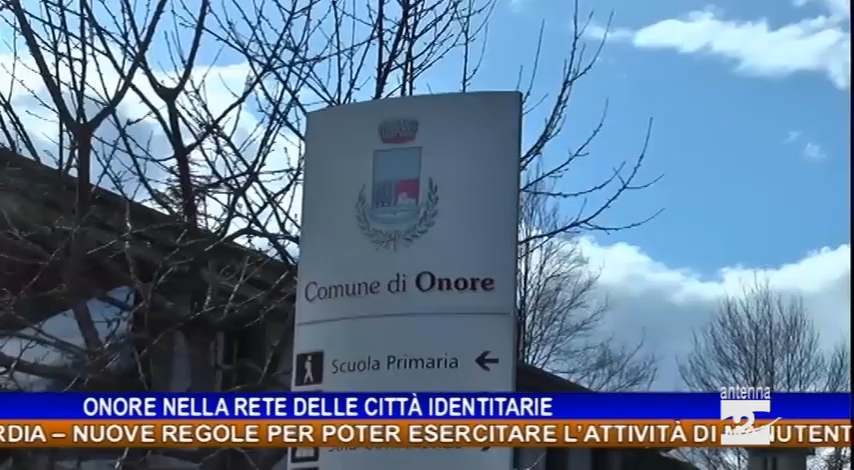 Comune di Onore
Scuola Primaria
ONORE NELLA RETE DELLE CITTÀ IDENTITARIE
antenna
2
RDIA – NUOVE REGOLE PER POTER ESERCITARE L'ATTIVITÀ DI